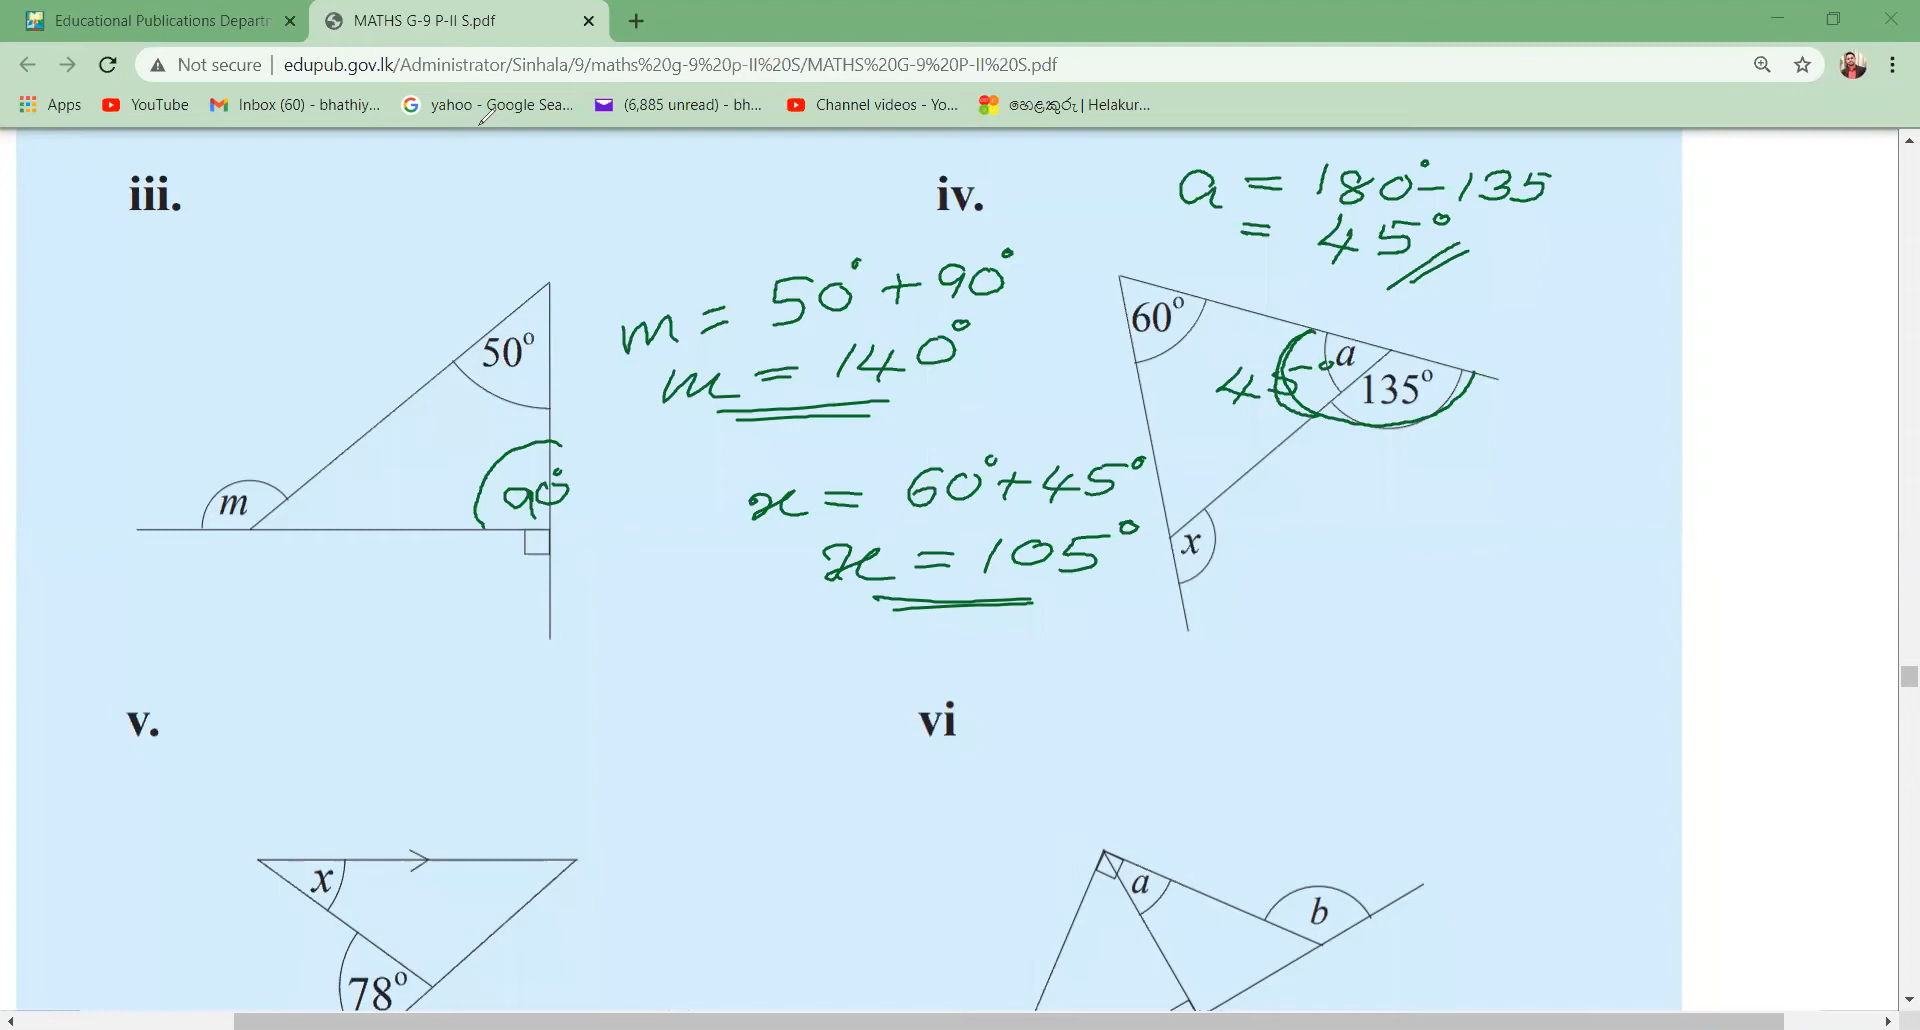 Educational Publications Departr
MATHS G-9 P-II S.pdf
Not secure
edupub.gov.lk/Administrator/Sinhala/9/maths%20g-9%20p-II%20S/MATHS%20G-9%20P-II%20S.pdf
Apps
YouTube
Inbox (60) - bhathiy...
yahoo - Google Sea...
(6,885 unread) - bh...
Channel videos - Yo...
හෙළකුරු | Helakur...
iii.
50°
m
90°
m = 50° + 90°
m = 140°
iv.
a = 180° - 135
= 45°
60°
45°
a
135°
x
x = 60° + 45°
x = 105°
v.
x
78°
vi
a
b